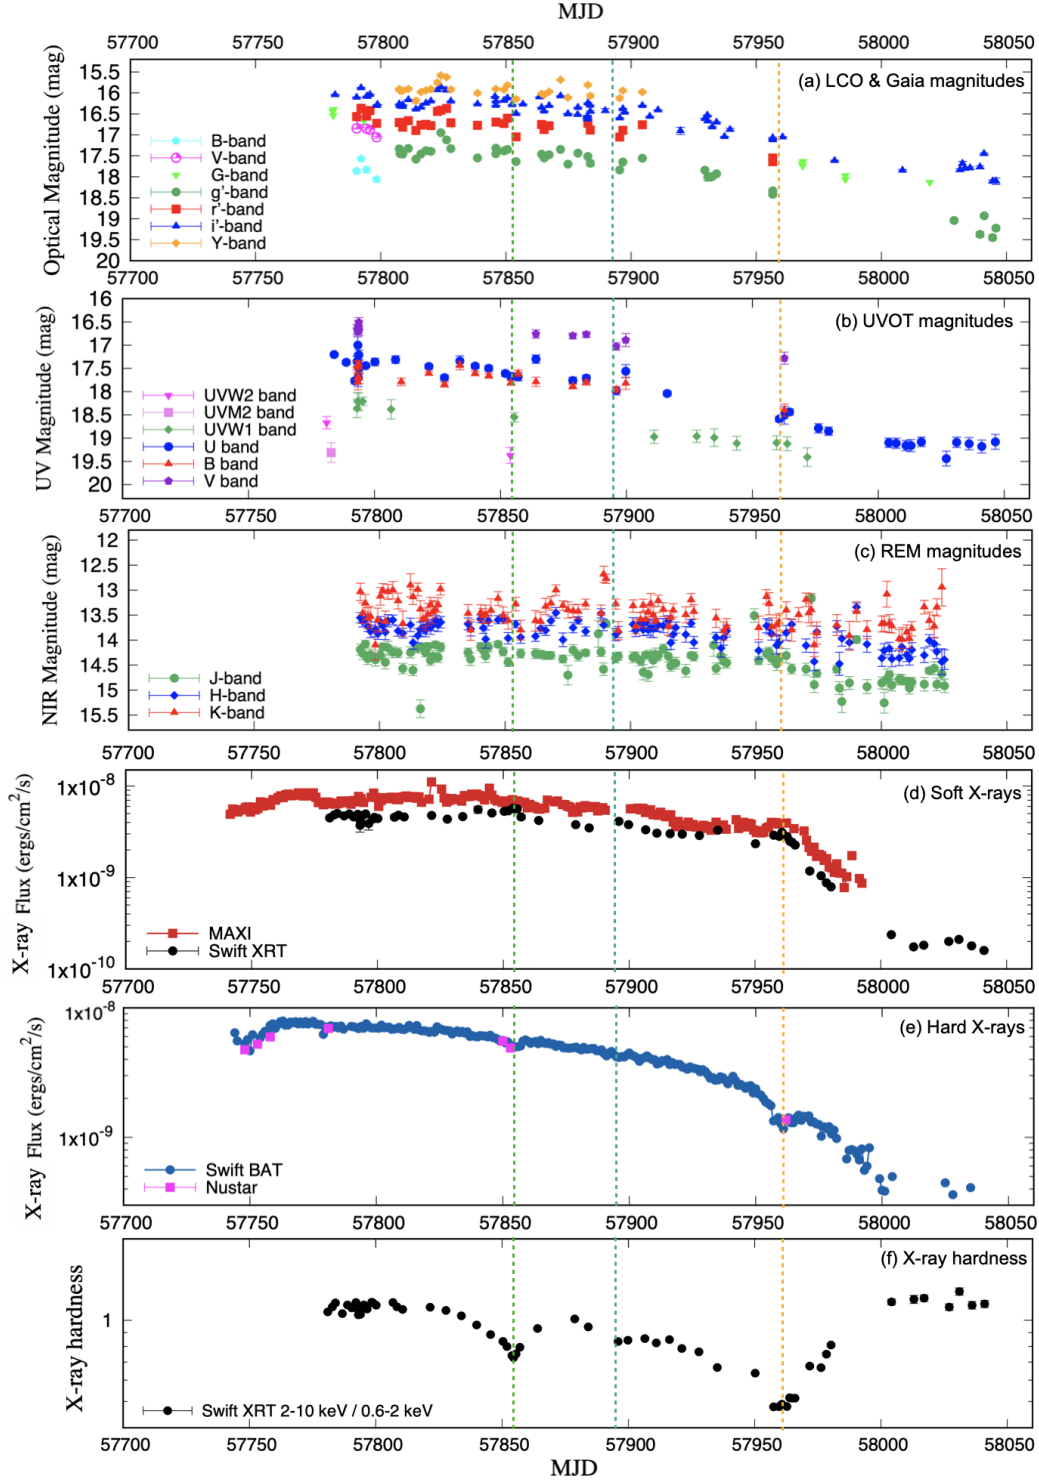 MJD
57700 57750 57800 57850 57900 57950 58000 58050
Optical Magnitude (mag)
15.5
16
16.5
17
17.5
18
18.5
19
19.5
20
(a) LCO & Gaia magnitudes
B-band
V-band
G-band
g'-band
r'-band
i'-band
Y-band
57700 57750 57800 57850 57900 57950 58000 58050
UV Magnitude (mag)
16
16.5
17
17.5
18
18.5
19
19.5
20
(b) UVOT magnitudes
UVW2 band
UVM2 band
UVW1 band
U band
B band
V band
57700 57750 57800 57850 57900 57950 58000 58050
NIR Magnitude (mag)
12
12.5
13
13.5
14
14.5
15
15.5
(c) REM magnitudes
J-band
H-band
K-band
57700 57750 57800 57850 57900 57950 58000 58050
X-ray Flux (ergs/cm²/s)
1x10⁻⁸
1x10⁻⁹
1x10⁻¹⁰
(d) Soft X-rays
MAXI
Swift XRT
57700 57750 57800 57850 57900 57950 58000 58050
X-ray Flux (ergs/cm²/s)
1x10⁻⁸
1x10⁻⁹
(e) Hard X-rays
Swift BAT
Nustar
57700 57750 57800 57850 57900 57950 58000 58050
X-ray hardness
1
(f) X-ray hardness
Swift XRT 2-10 keV / 0.6-2 keV
57700 57750 57800 57850 57900 57950 58000 58050
MJD